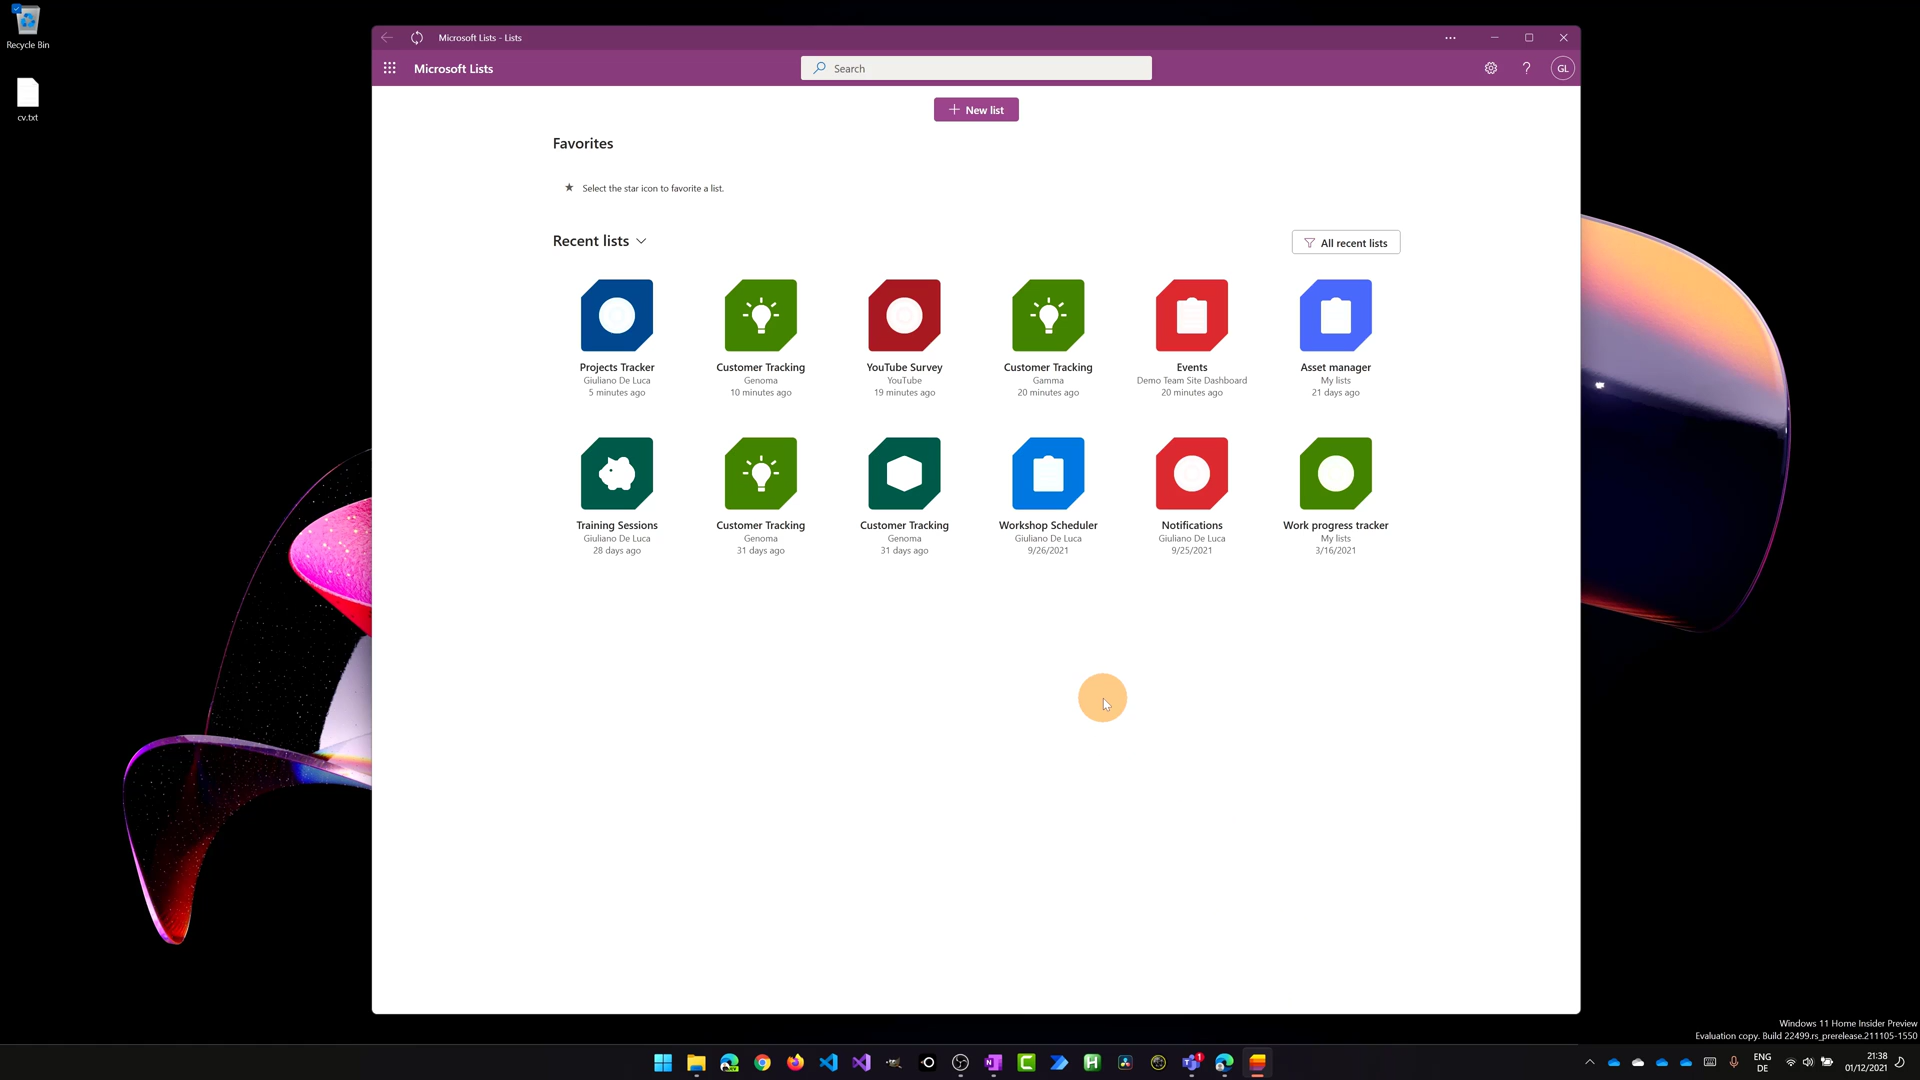 Recycle Bin
cv.txt
Microsoft Lists - Lists
Microsoft Lists
Search
GL
New list
Favorites
Select the star icon to favorite a list.
Recent lists
All recent lists
Projects Tracker
Giuliano De Luca
5 minutes ago
Customer Tracking
Genoma
10 minutes ago
YouTube Survey
YouTube
19 minutes ago
Customer Tracking
Gamma
20 minutes ago
Events
Demo Team Site Dashboard
20 minutes ago
Asset manager
My lists
21 days ago
Training Sessions
Giuliano De Luca
28 days ago
Customer Tracking
Genoma
31 days ago
Customer Tracking
Genoma
31 days ago
Workshop Scheduler
Giuliano De Luca
9/26/2021
Notifications
Giuliano De Luca
9/25/2021
Work progress tracker
My lists
3/16/2021
Windows 11 Home Insider Preview
Evaluation copy. Build 22499.rs_prerelease.211105-1550
ENG
DE
21:38
01/12/2021